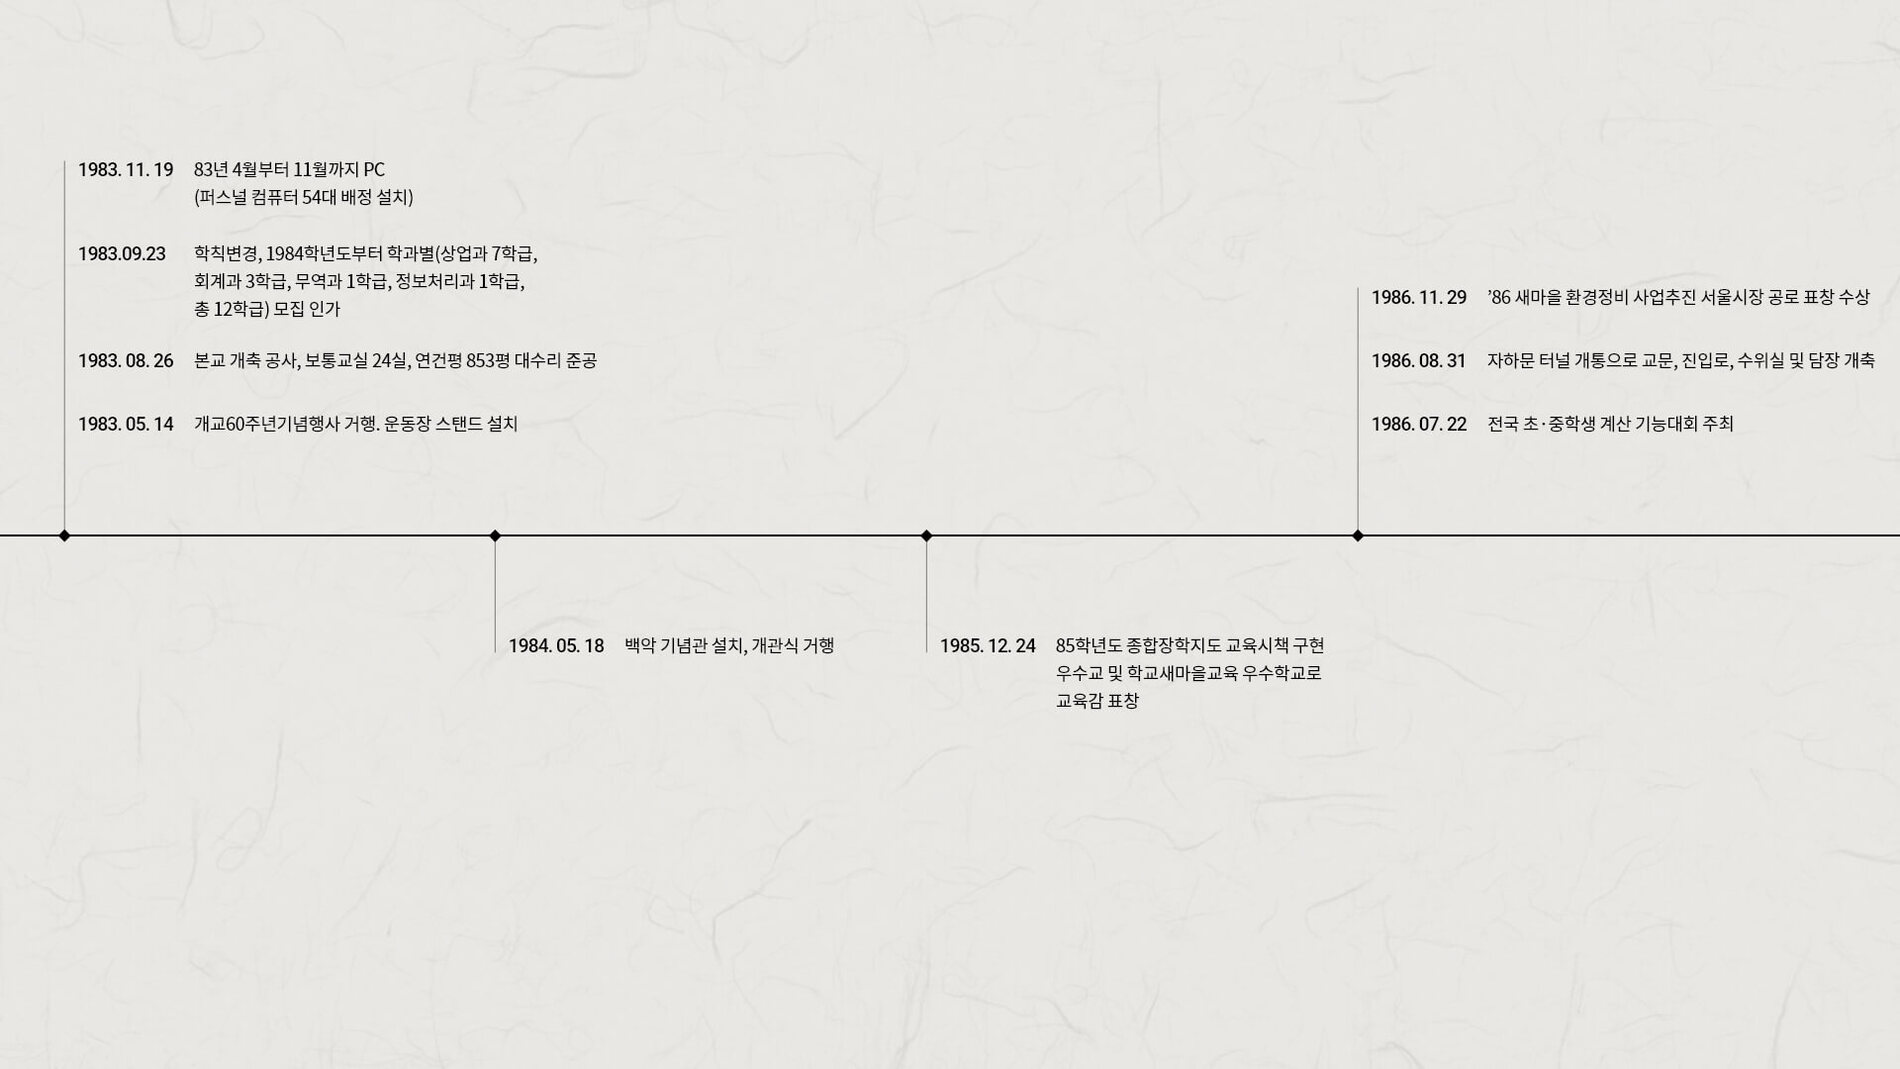 1983. 11. 19 83년 4월부터 11월까지 PC
(퍼스널 컴퓨터 54대 배정 설치)
1983.09.23 학칙변경, 1984학년도부터 학과별(상업과 7학급,
회계과 3학급, 무역과 1학급, 정보처리과 1학급,
총 12학급) 모집 인가
1983. 08. 26 본교 개축 공사, 보통교실 24실, 연건평 853평 대수리 준공
1983. 05. 14 개교60주년기념행사 거행. 운동장 스탠드 설치
1984. 05. 18 백악 기념관 설치, 개관식 거행
1985. 12. 24 85학년도 종합장학지도 교육시책 구현
우수교 및 학교새마을교육 우수학교로
교육감 표창
1986. 11. 29 ’86 새마을 환경정비 사업추진 서울시장 공로 표창 수상
1986. 08. 31 자하문 터널 개통으로 교문, 진입로, 수위실 및 담장 개축
1986. 07. 22 전국 초·중학생 계산 기능대회 주최